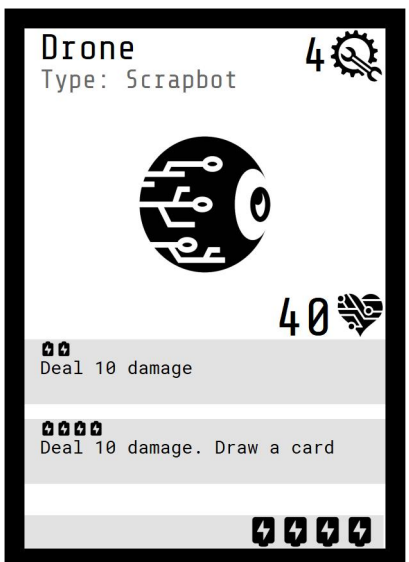 Drone
4
Type: Scrapbot
40
Deal 10 damage
Deal 10 damage. Draw a card